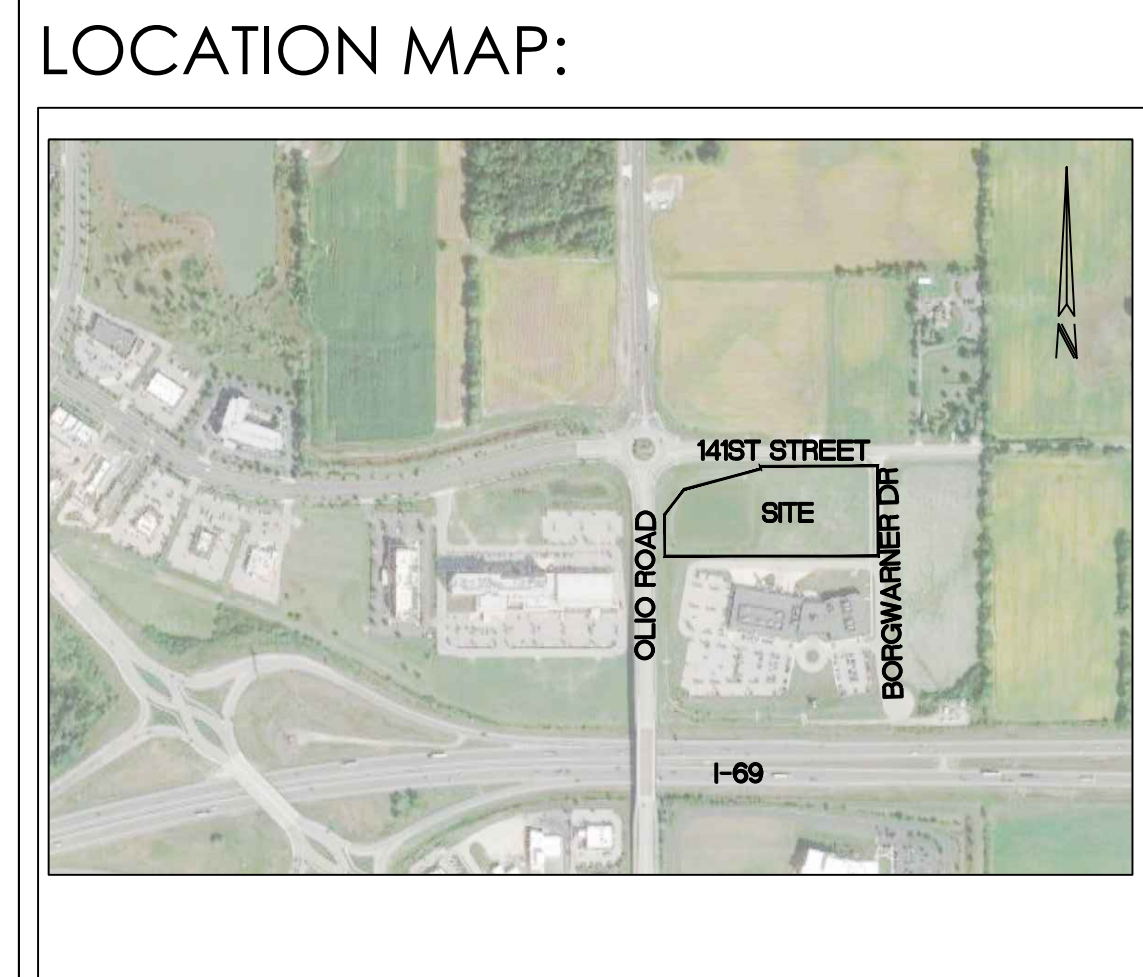 LOCATION MAP:
N
141ST STREET
SITE
OLIO ROAD
BORGWARNER DR
I-69